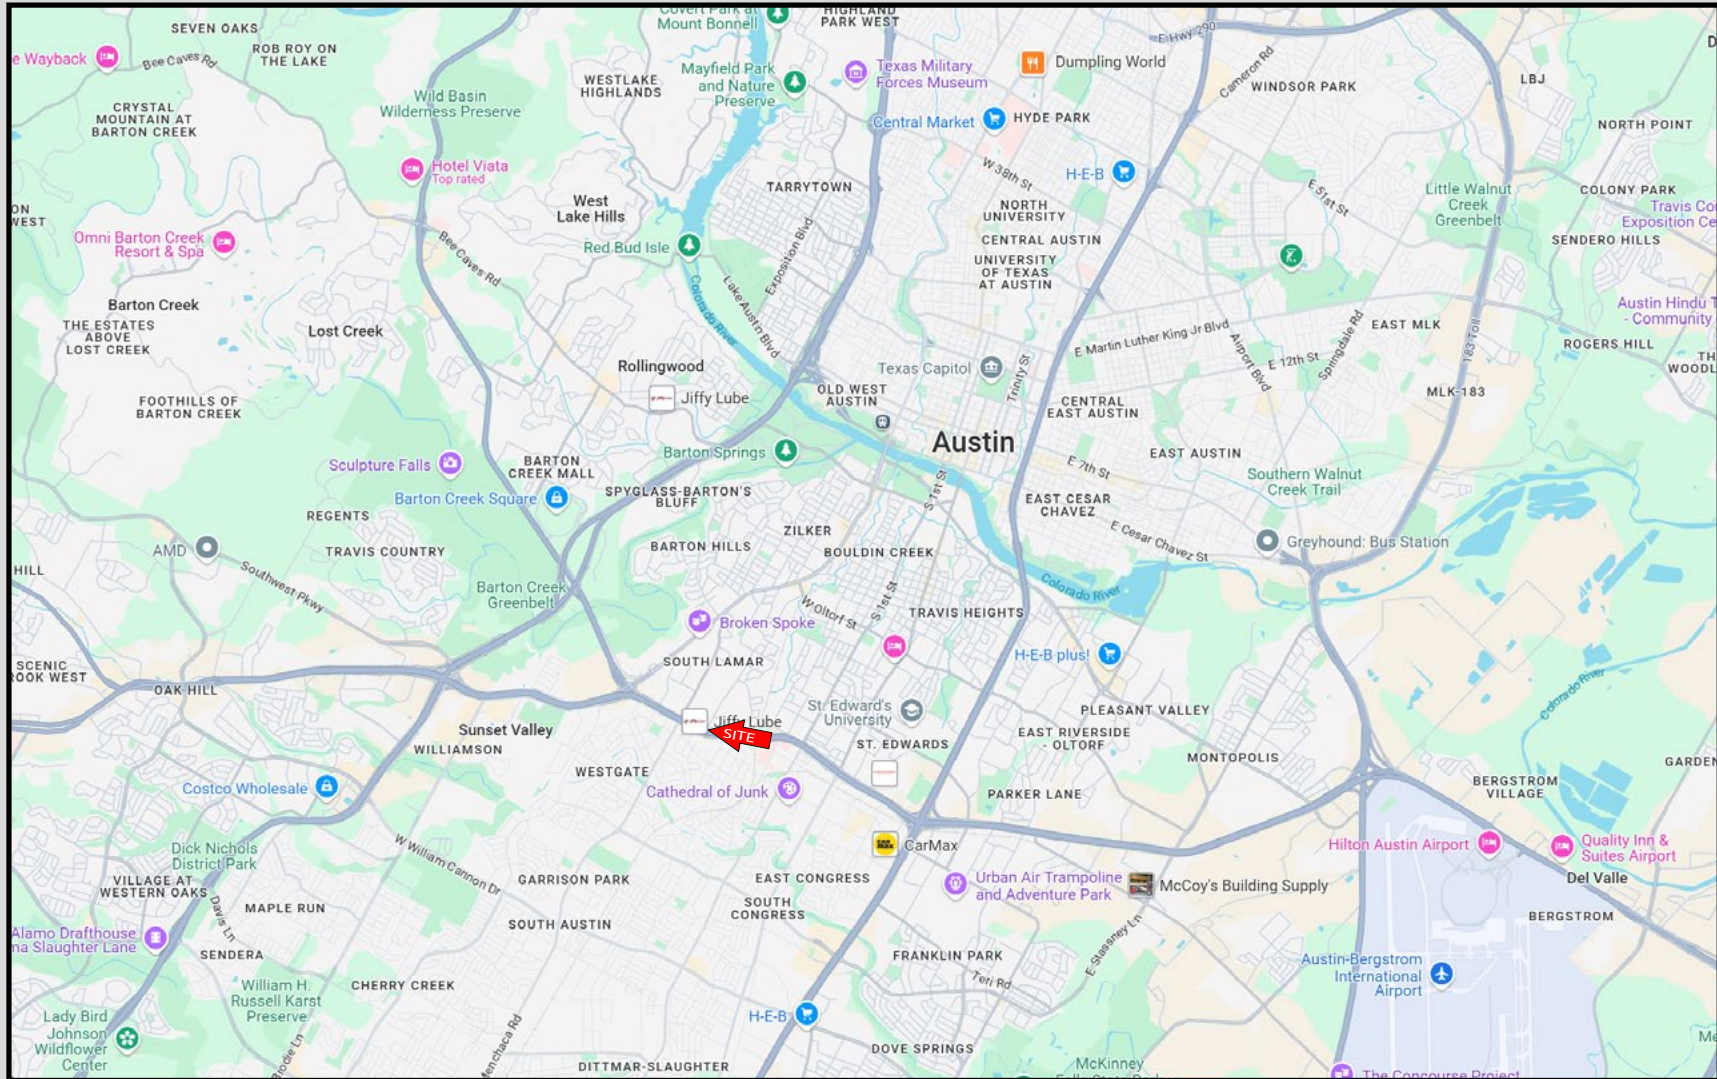 SEVEN OAKS
Covert Park at
Mount Bonnell
HIGHLAND
PARK WEST
E Hwy 290
e Wayback
Bee Caves Rd
ROB ROY ON
THE LAKE
WESTLAKE
HIGHLANDS
Mayfield Park
and Nature
Preserve
Texas Military
Forces Museum
Dumpling World
Cameron Rd
WINDSOR PARK
LBJ
D
CRYSTAL
MOUNTAIN AT
BARTON CREEK
Wild Basin
Wilderness Preserve
Central Market
HYDE PARK
NORTH POINT
Hotel Viata
Top rated
W 38th St
H-E-B
TARRYTOWN
E 51st St
Little Walnut
Creek
Greenbelt
COLONY PARK
Travis Co
Exposition Ce
ON
WEST
West
Lake Hills
NORTH
UNIVERSITY
Omni Barton Creek
Resort & Spa
Bee Caves Rd
Red Bud Isle
Exposition Blvd
CENTRAL AUSTIN
UNIVERSITY
OF TEXAS
AT AUSTIN
SENDERO HILLS
Barton Creek
THE ESTATES
ABOVE
LOST CREEK
Lost Creek
Colorado River
Lake Austin Blvd
E Martin Luther King Jr Blvd
Airport Blvd
E 12th St
Springdale Rd
EAST MLK
183 Toll
Austin Hindu T
- Community
ROGERS HILL
TH
WOODL
Rollingwood
Jiffy Lube
OLD WEST
AUSTIN
Texas Capitol
Trinity St
CENTRAL
EAST AUSTIN
MLK-183
FOOTHILLS OF
BARTON CREEK
Austin
Sculpture Falls
BARTON
CREEK MALL
Barton Springs
E 7th St
EAST AUSTIN
Southern Walnut
Creek Trail
Barton Creek Square
SPYGLASS-BARTON'S
BLUFF
S 1st St
EAST CESAR
CHAVEZ
REGENTS
ZILKER
E Cesar Chavez St
Greyhound: Bus Station
AMD
TRAVIS COUNTRY
BARTON HILLS
BOULDIN CREEK
HILL
Southwest Pkwy
Barton Creek
Greenbelt
W Oltorf St
S 1st St
Colorado River
TRAVIS HEIGHTS
Broken Spoke
SCENIC
ROOK WEST
SOUTH LAMAR
H-E-B plus!
OAK HILL
Colorado River
Sunset Valley
Jiffy Lube
SITE
St. Edward's
University
PLEASANT VALLEY
WILLIAMSON
ST. EDWARDS
EAST RIVERSIDE
- OLTORF
MONTOPOLIS
GARDEN
WESTGATE
Costco Wholesale
Cathedral of Junk
PARKER LANE
BERGSTROM
VILLAGE
W William Cannon Dr
CARMAX
CarMax
Hilton Austin Airport
Quality Inn &
Suites Airport
Del Valle
Dick Nichols
District Park
VILLAGE AT
WESTERN OAKS
GARRISON PARK
EAST CONGRESS
Urban Air Trampoline
and Adventure Park
McCoy's Building Supply
Davis Ln
MAPLE RUN
SOUTH
CONGRESS
BERGSTROM
SOUTH AUSTIN
Alamo Drafthouse
ma Slaughter Lane
SENDERA
FRANKLIN PARK
E Stassney Ln
Teri Rd
Austin-Bergstrom
International
Airport
CHERRY CREEK
William H.
Russell Karst
Preserve
Lady Bird
Johnson
Wildflower
Center
Brodie Ln
Menchaca Rd
H-E-B
DOVE SPRINGS
DITTMAR-SLAUGHTER
McKinney
The Concourse Project
Me